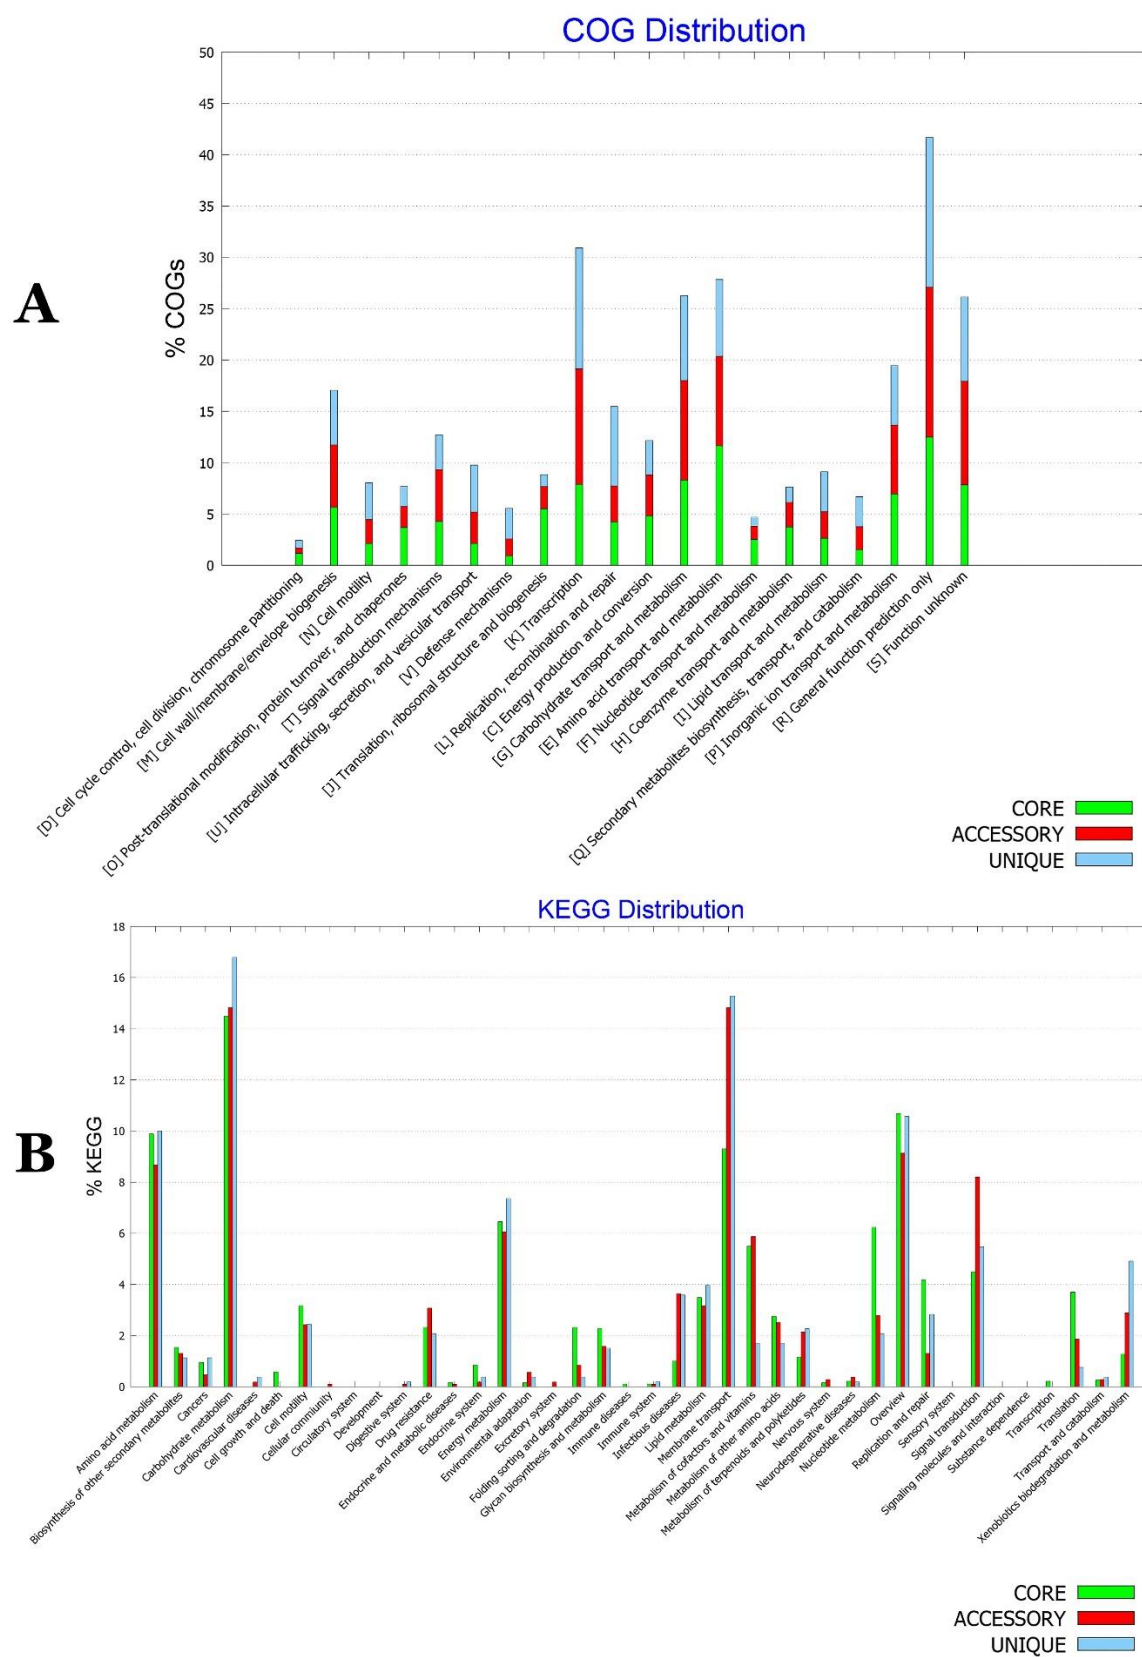 COG Distribution
50
45
40
35
30
25
20
15
10
5
0
% COGs
A
[D] Cell cycle control, cell division, chromosome partitioning
[M] Cell wall/membrane/envelope biogenesis
[N] Cell motility
[O] Post-translational modification, protein turnover, and chaperones
[T] Signal transduction mechanisms
[U] Intracellular trafficking, secretion, and vesicular transport
[V] Defense mechanisms
[J] Translation, ribosomal structure and biogenesis
[K] Transcription
[L] Replication, recombination and repair
[C] Energy production and conversion
[G] Carbohydrate transport and metabolism
[E] Amino acid transport and metabolism
[F] Nucleotide transport and metabolism
[H] Coenzyme transport and metabolism
[I] Lipid transport and metabolism
[Q] Secondary metabolites biosynthesis, transport, and catabolism
[P] Inorganic ion transport and metabolism
[R] General function prediction only
[S] Function unknown
CORE
ACCESSORY
UNIQUE
KEGG Distribution
18
16
14
12
10
8
6
4
2
0
% KEGG
B
Amino acid metabolism
Biosynthesis of other secondary metabolites
Cancers
Carbohydrate metabolism
Cardiovascular diseases
Cell growth and death
Cell motility
Cellular commiunity
Circulatory system
Development
Digestive system
Drug resistance
Endocrine and metabolic diseases
Endocrine system
Energy metabolism
Environmental adaptation
Excretory system
Folding sorting and degradation
Glycan biosynthesis and metabolism
Immune diseases
Immune system
Infectious diseases
Lipid metabolism
Membrane transport
Metabolism of cofactors and vitamins
Metabolism of other amino acids
Metabolism of terpenoids and polyketides
Nervous system
Neurodegenerative diseases
Nucleotide metabolism
Overview
Replication and repair
Sensory system
Signal transduction
Signaling molecules and interaction
Substance dependence
Transcription
Translation
Transport and catabolism
Xenobiotics biodegradation and metabolism
CORE
ACCESSORY
UNIQUE